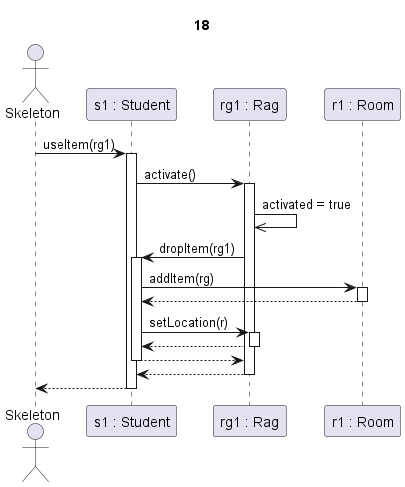 18
Skeleton
s1 : Student
rg1 : Rag
r1 : Room
useItem(rg1)
activate()
activated = true
dropItem(rg1)
addItem(rg)
setLocation(r)
Skeleton
s1 : Student
rg1 : Rag
r1 : Room